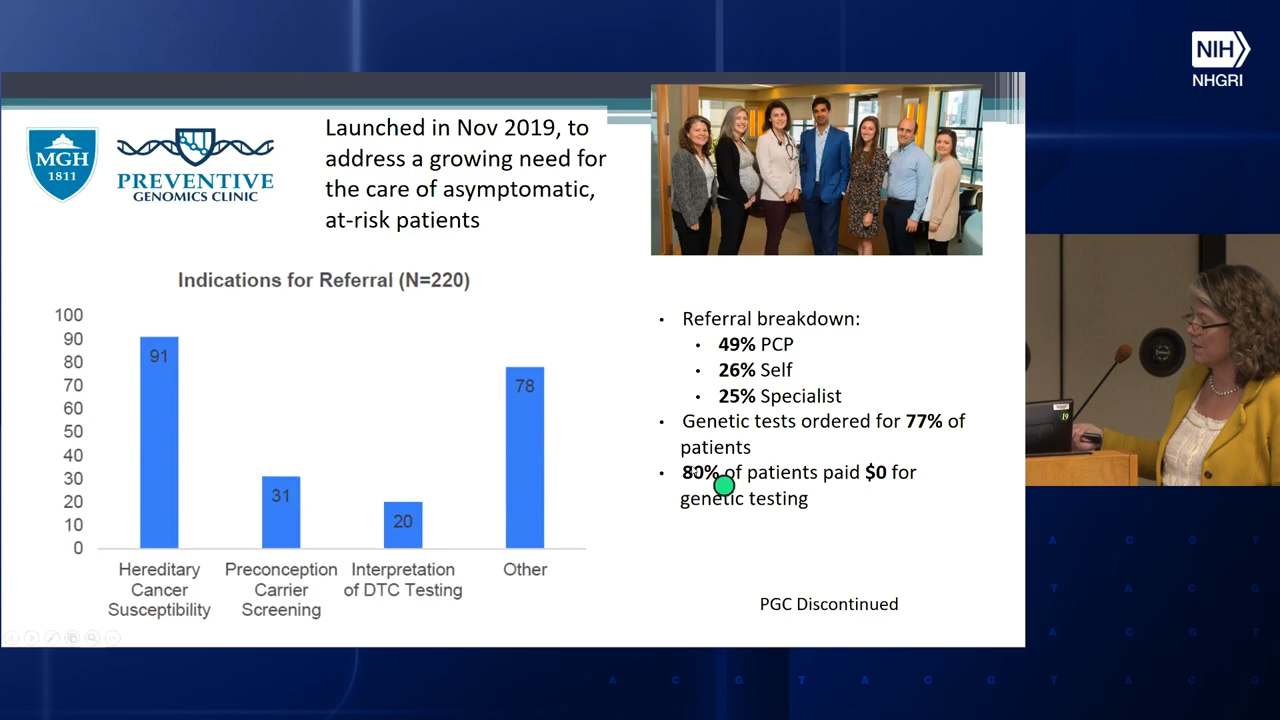 NIH
NHGRI
MGH
1811
PREVENTIVE
GENOMICS CLINIC
Launched in Nov 2019, to
address a growing need for
the care of asymptomatic,
at-risk patients
Indications for Referral (N=220)
100
90
80
70
60
50
40
30
20
10
0
91
31
20
78
Hereditary
Cancer
Susceptibility
Preconception
Carrier
Screening
Interpretation
of DTC Testing
Other
• Referral breakdown:
• 49% PCP
• 26% Self
• 25% Specialist
• Genetic tests ordered for 77% of
patients
• 80% of patients paid $0 for
genetic testing
PGC Discontinued
19
A C G T
T A C G
A C G T
A C G T A C G T A C G